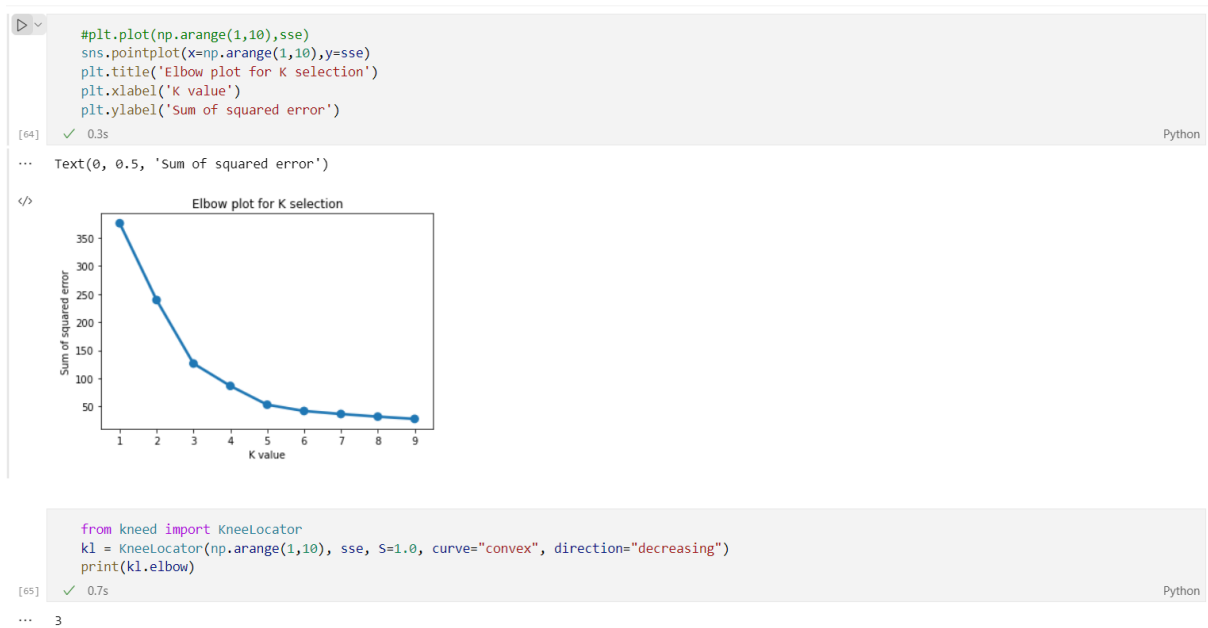 #plt.plot(np.arange(1,10),sse)
sns.pointplot(x=np.arange(1,10),y=sse)
plt.title('Elbow plot for K selection')
plt.xlabel('K value')
plt.ylabel('Sum of squared error')
[64] 0.3s Python
... Text(0, 0.5, 'Sum of squared error')
</>
Elbow plot for K selection
Sum of squared error
350
300
250
200
150
100
50
1 2 3 4 5 6 7 8 9
K value
from kneed import KneeLocator
kl = KneeLocator(np.arange(1,10), sse, S=1.0, curve="convex", direction="decreasing")
print(kl.elbow)
[65] 0.7s Python
... 3